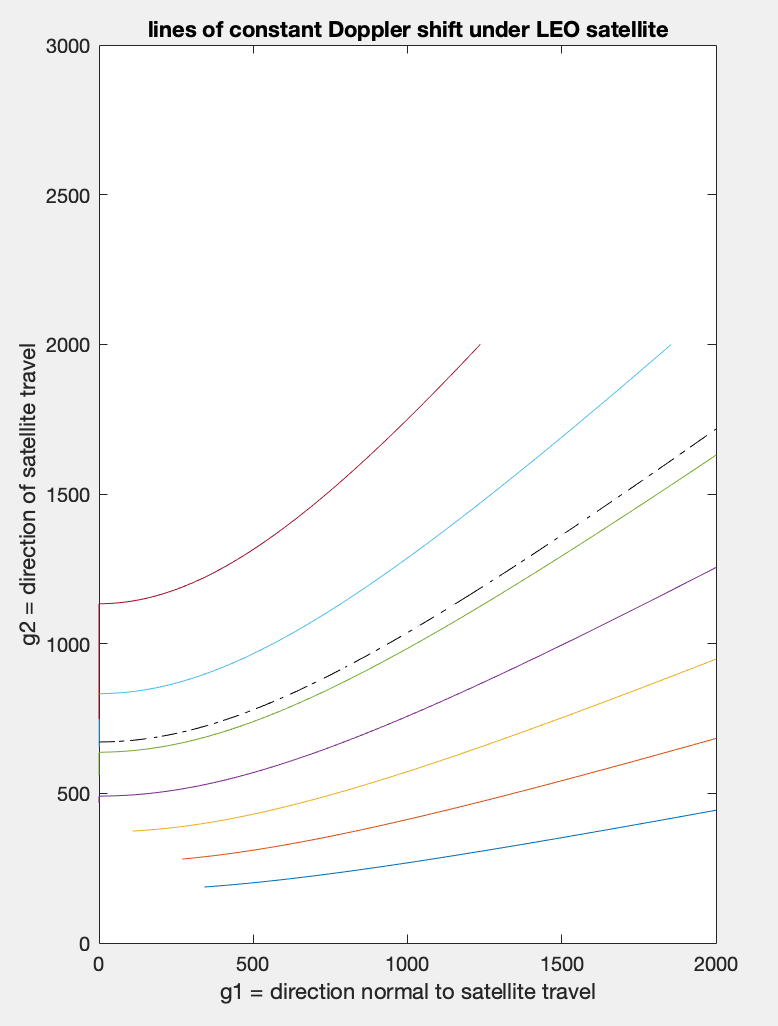 lines of constant Doppler shift under LEO satellite
3000
2500
2000
1500
1000
500
0
g2 = direction of satellite travel
0 500 1000 1500 2000
g1 = direction normal to satellite travel